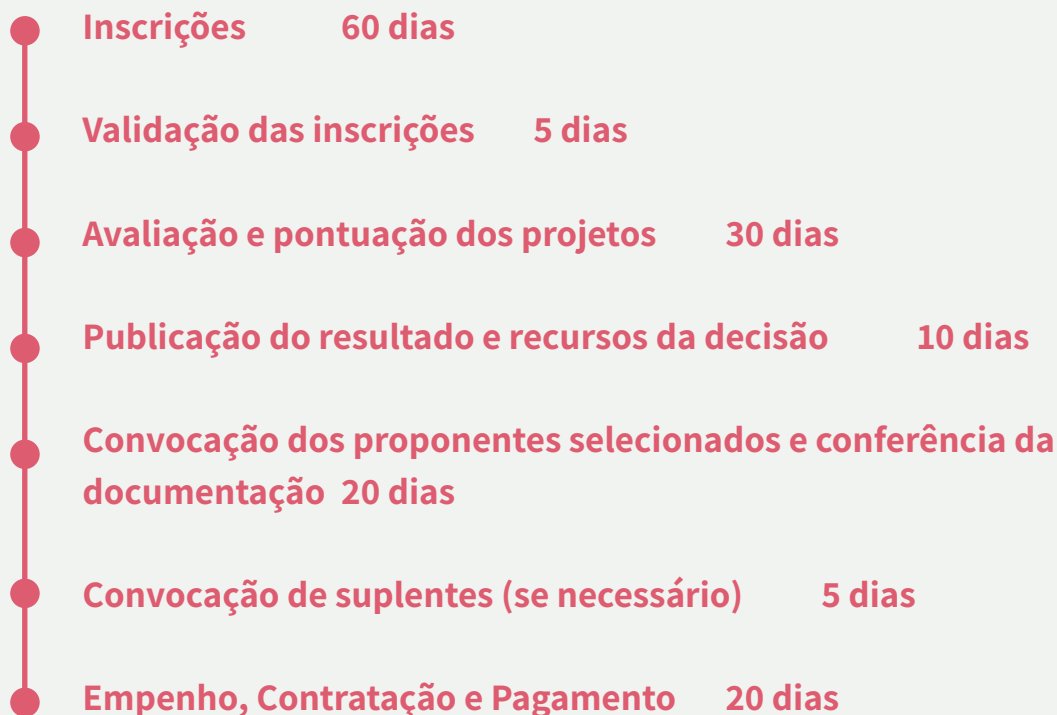 Inscrições 60 dias
Validação das inscrições 5 dias
Avaliação e pontuação dos projetos 30 dias
Publicação do resultado e recursos da decisão 10 dias
Convocação dos proponentes selecionados e conferência da
documentação 20 dias
Convocação de suplentes (se necessário) 5 dias
Empenho, Contratação e Pagamento 20 dias